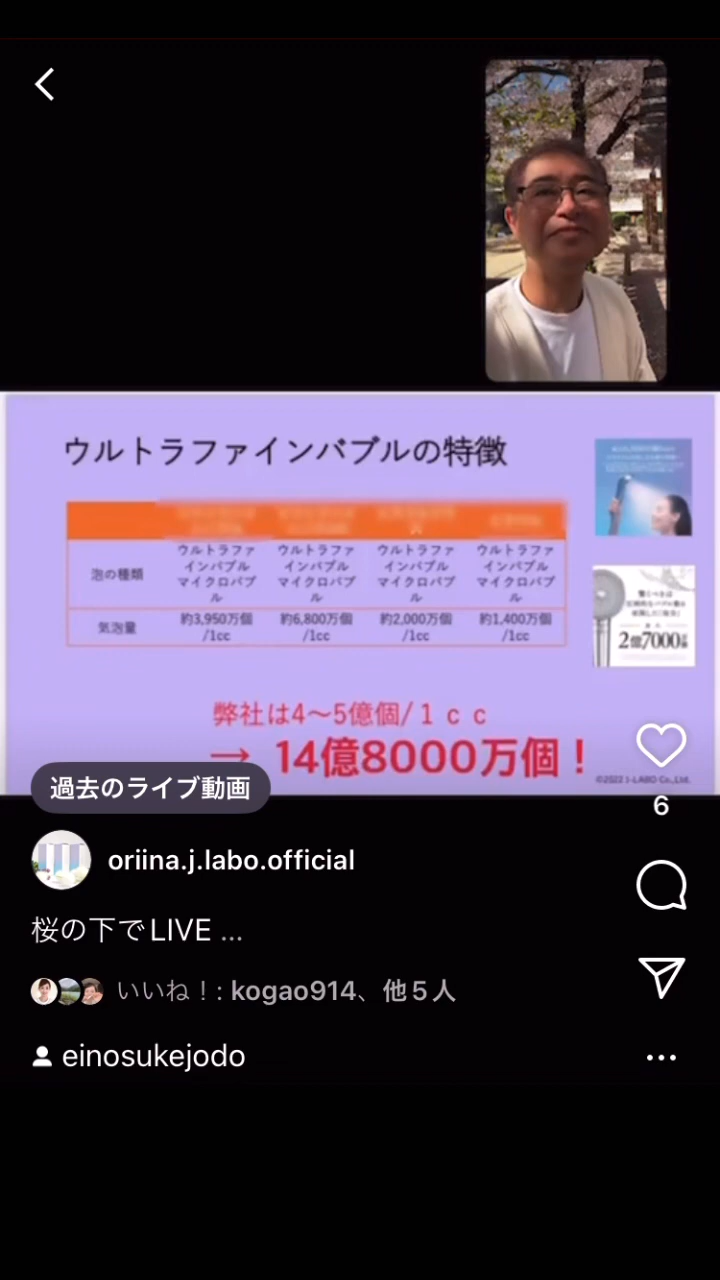 ウルトラファインバブルの特徴
泡の種類
ウルトラファ
インバブル
マイクロバブ
ル
ウルトラファ
インバブル
マイクロバブ
ル
ウルトラファ
インバブル
マイクロバブ
ル
ウルトラファ
インバブル
マイクロバブ
ル
気泡量
約3,950万個
/1cc
約6,800万個
/1cc
約2,000万個
/1cc
約1,400万個
/1cc
2億7000
弊社は4〜5億個/１ｃｃ
→ 14億8000万個！
©2022 J-LABO Co.,Ltd.
過去のライブ動画
6
oriina.j.labo.official
桜の下でLIVE ...
いいね！: kogao914、他５人
einosukejodo